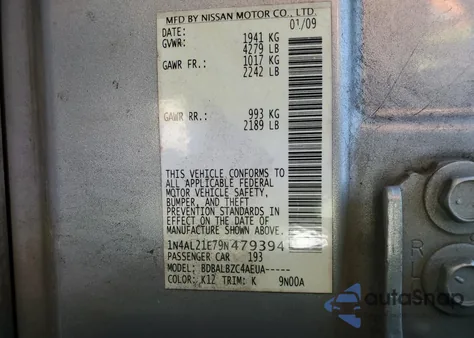 MFD BY NISSAN MOTOR CO., LTD.
DATE: 01/09
GVWR: 1941 KG
4279 LB
GAWR FR.: 1017 KG
2242 LB
GAWR RR.: 993 KG
2189 LB
THIS VEHICLE CONFORMS TO
ALL APPLICABLE FEDERAL
MOTOR VEHICLE SAFETY,
BUMPER, AND THEFT
PREVENTION STANDARDS IN
EFFECT ON THE DATE OF
MANUFACTURE SHOWN ABOVE.
1N4AL21E79N479394
PASSENGER CAR 193
MODEL: BDBALBZC4AEUA-----
COLOR: K12 TRIM: K 9N00A
R
L
autoSnap